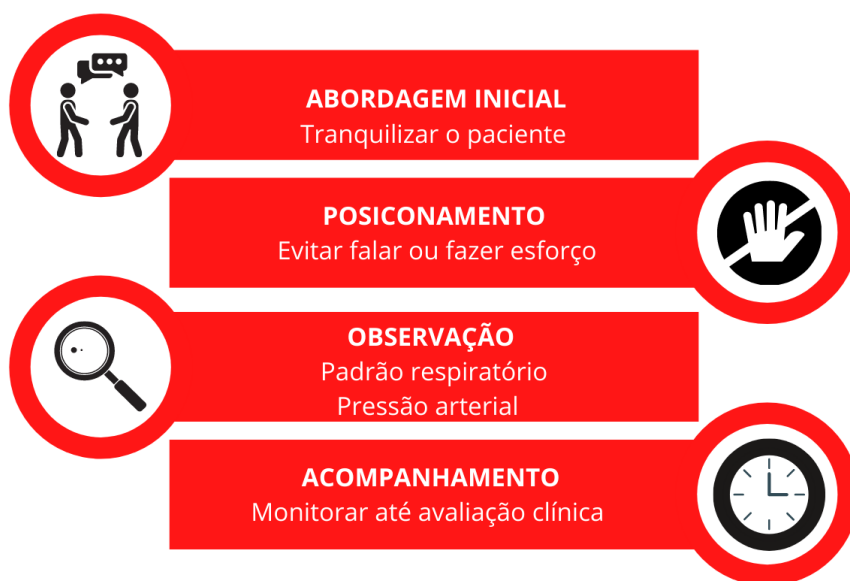 ABORDAGEM INICIAL
Tranquilizar o paciente
POSICONAMENTO
Evitar falar ou fazer esforço
OBSERVAÇÃO
Padrão respiratório
Pressão arterial
ACOMPANHAMENTO
Monitorar até avaliação clínica